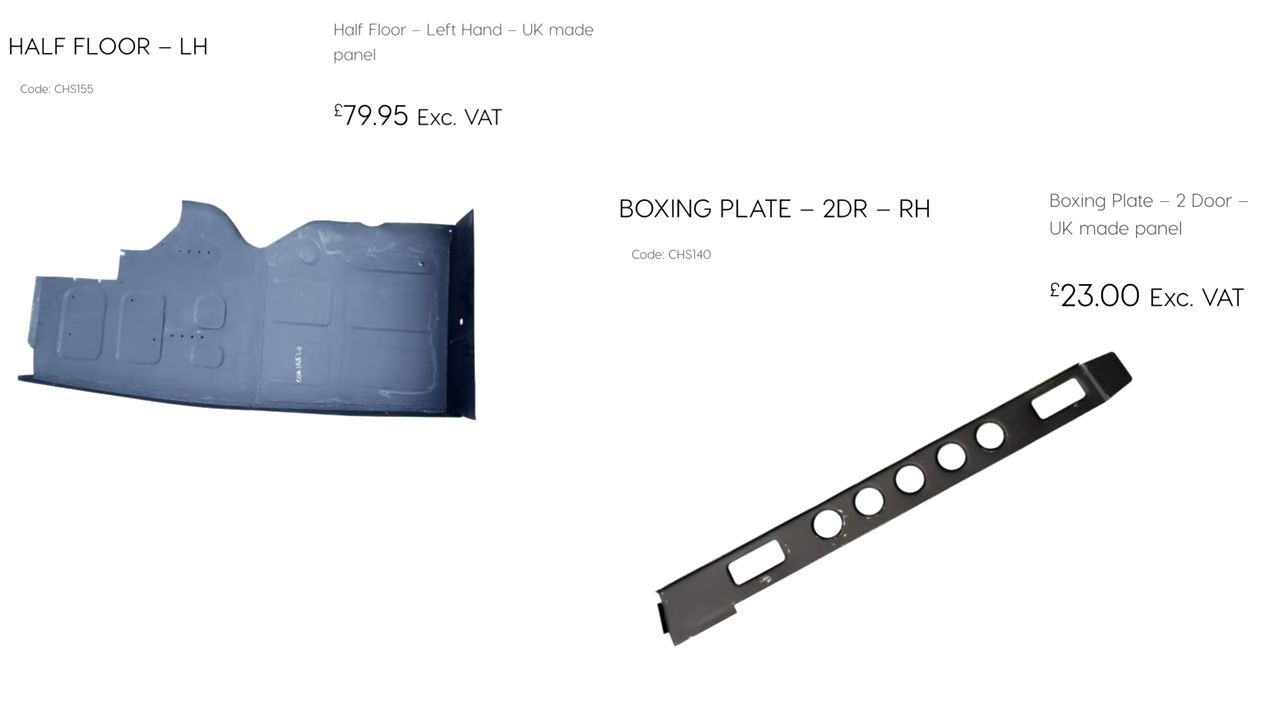 HALF FLOOR – LH
Code: CHS155
Half Floor – Left Hand – UK made
panel
£79.95 Exc. VAT
BOXING PLATE – 2DR – RH
Code: CHS140
Boxing Plate – 2 Door –
UK made panel
£23.00 Exc. VAT